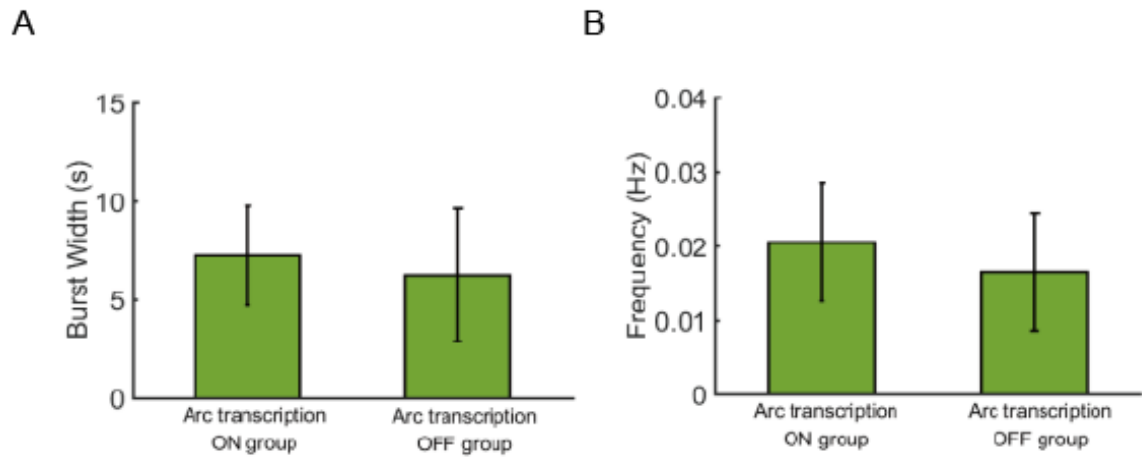 A
B
Burst Width (s)
15
10
5
0
Arc transcription
ON group
Arc transcription
OFF group
Frequency (Hz)
0.04
0.03
0.02
0.01
0
Arc transcription
ON group
Arc transcription
OFF group